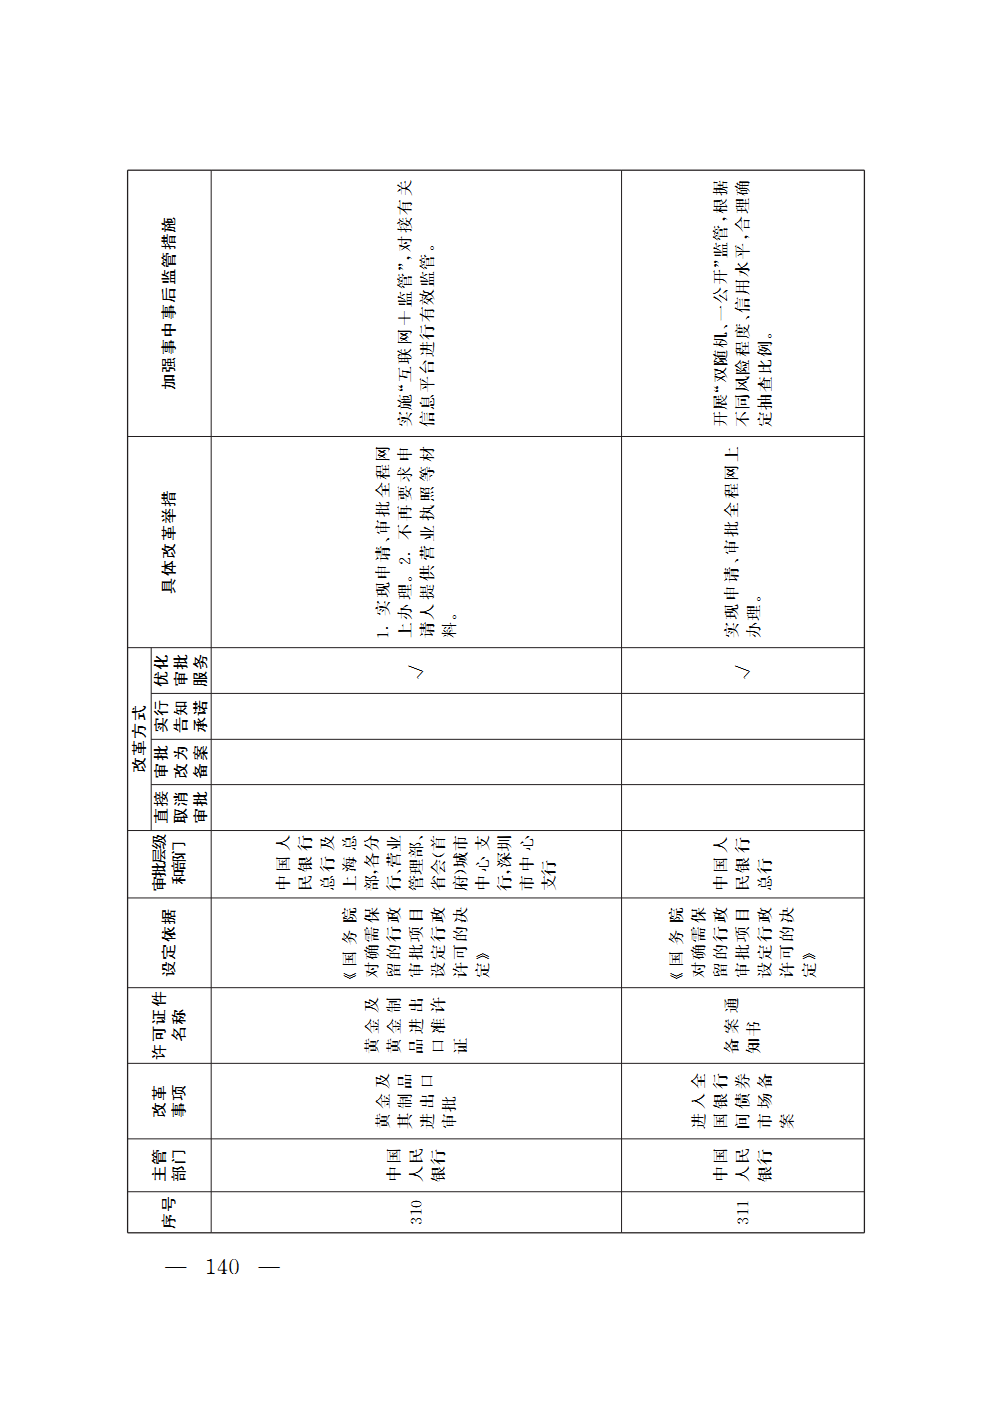 序号
主管
部门
改革
事项
许可证件
名称
设定依据
审批层级
和部门
改革方式
直接
取消
审批
审批
改为
备案
实行
告知
承诺
优化
审批
服务
具体改革举措
加强事中事后监管措施
310
中国
人民
银行
黄金及
其制品
进出口
审批
黄金及
黄金制
品进出
口准许
证
《国务院
对确需保
留的行政
审批项目
设定行政
许可的决
定》
中国人
民银行
总行及
上海总
部,各分
行、营业
管理部、
省会(首
府)城市
中心支
行,深圳
市中心
支行
√
1. 实现申请、审批全程网
上办理。2. 不再要求申
请人提供营业执照等材
料。
实施“互联网＋监管”,对接有关
信息平台进行有效监管。
311
中国
人民
银行
进入全
国银行
间债券
市场备
案
备案通
知书
《国务院
对确需保
留的行政
审批项目
设定行政
许可的决
定》
中国人
民银行
总行
√
实现申请、审批全程网上
办理。
开展“双随机、一公开”监管,根据
不同风险程度、信用水平,合理确
定抽查比例。
— 140 —